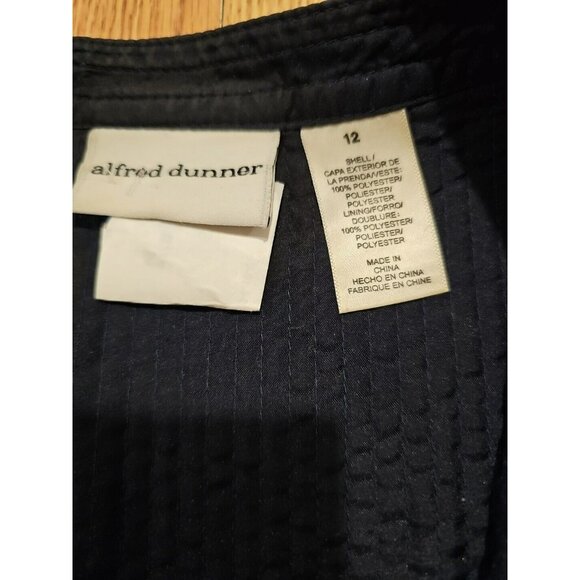 alfred dunner
12
SHELL/
CAPA EXTERIOR DE
LA PRENDA/VESTE:
100% POLYESTER/
POLIESTER/
POLYESTER
LINING/FORRO/
DOUBLURE:
100% POLYESTER/
POLIESTER/
POLYESTER
MADE IN
CHINA
HECHO EN CHINA
FABRIQUE EN CHINE